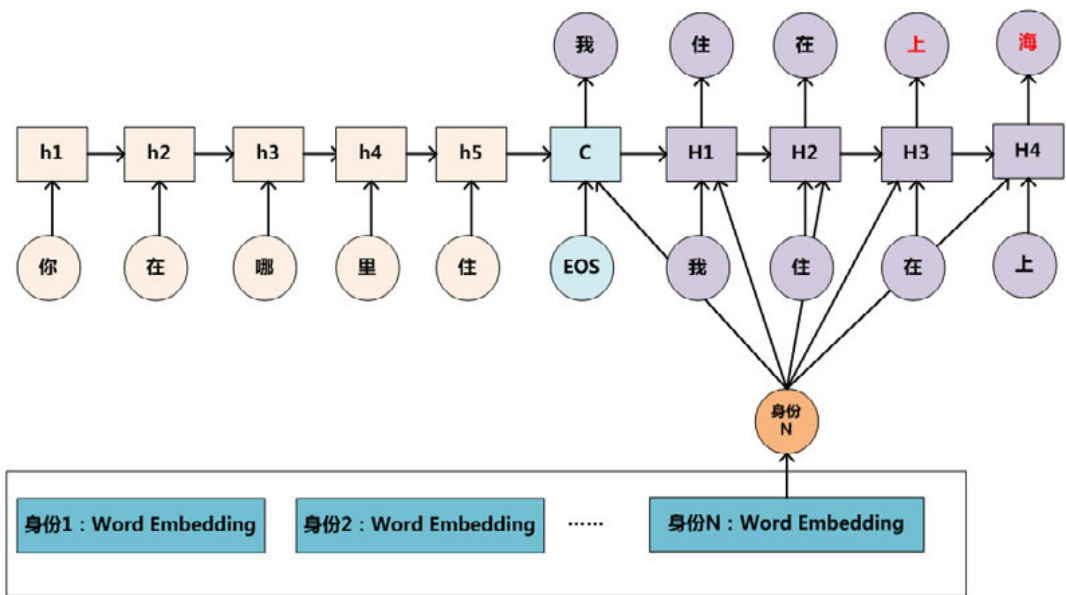 我 住 在 上 海
h1 h2 h3 h4 h5 C H1 H2 H3 H4
你 在 哪 里 住 EOS 我 住 在 上
身份
N
身份1：Word Embedding 身份2：Word Embedding …… 身份N：Word Embedding